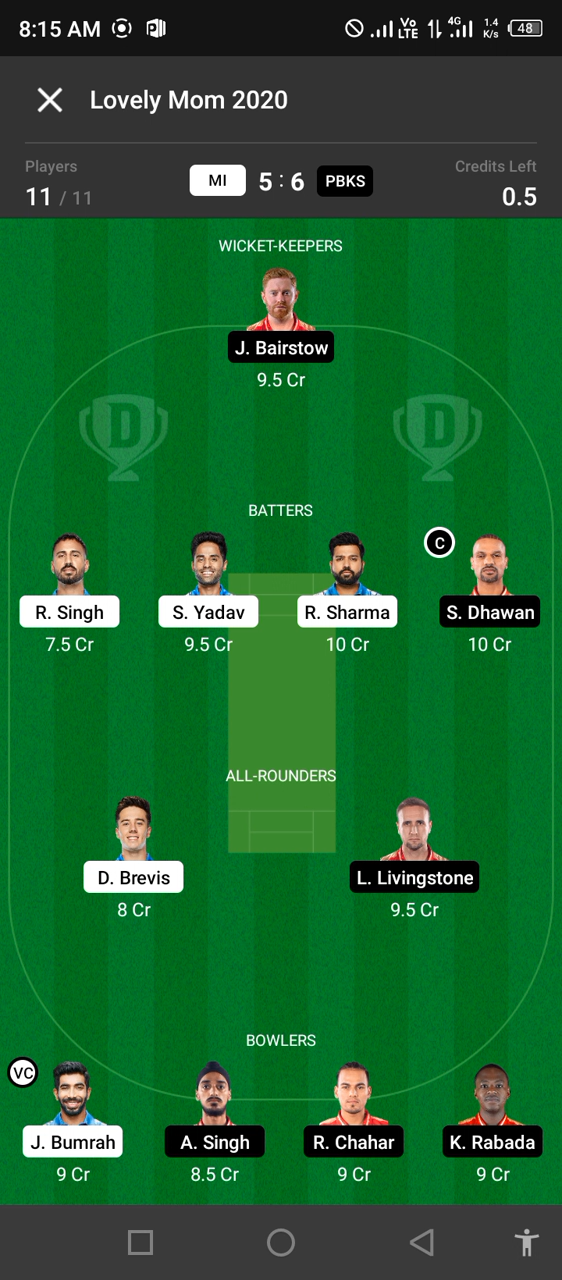 8:15 AM
Vo LTE 4G 1.4 K/s 48
Lovely Mom 2020
Players
11 / 11
MI 5 : 6 PBKS
Credits Left
0.5
WICKET-KEEPERS
J. Bairstow
9.5 Cr
D D
BATTERS
C
R. Singh S. Yadav R. Sharma S. Dhawan
7.5 Cr 9.5 Cr 10 Cr 10 Cr
ALL-ROUNDERS
D. Brevis L. Livingstone
8 Cr 9.5 Cr
BOWLERS
VC
J. Bumrah A. Singh R. Chahar K. Rabada
9 Cr 8.5 Cr 9 Cr 9 Cr